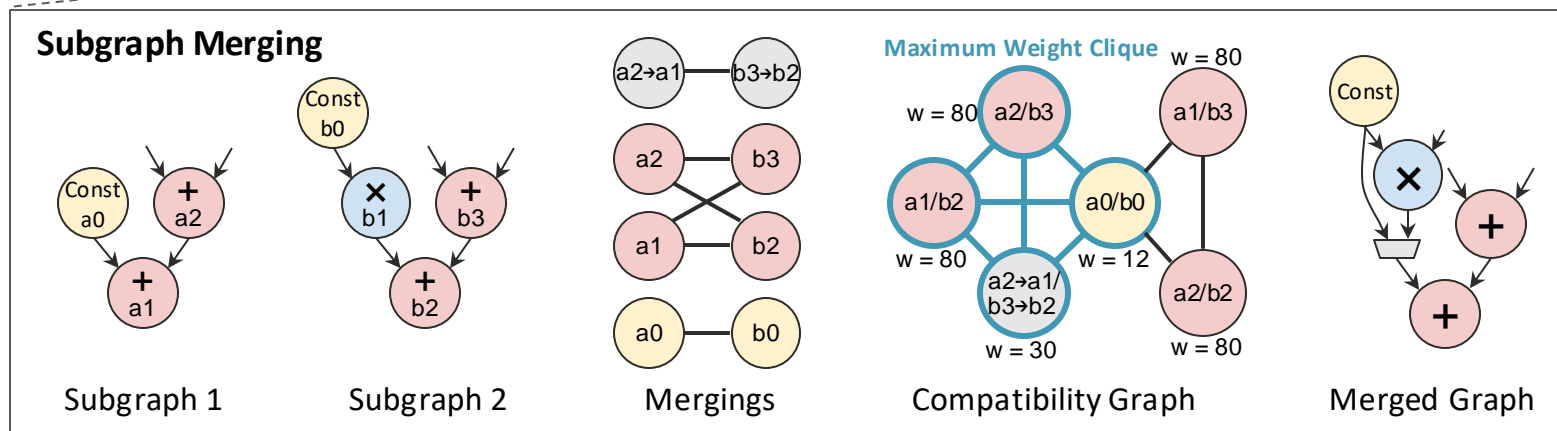 Subgraph Merging
Const
a0
+
a2
+
a1
Subgraph 1
Const
b0
×
b1
+
b3
+
b2
Subgraph 2
a2→a1
b3→b2
a2
b3
a1
b2
a0
b0
Mergings
Maximum Weight Clique
w = 80
a2/b3
w = 80
a1/b3
a1/b2
w = 80
a0/b0
w = 12
a2→a1/
b3→b2
w = 30
a2/b2
w = 80
Compatibility Graph
Const
×
+
+
Merged Graph